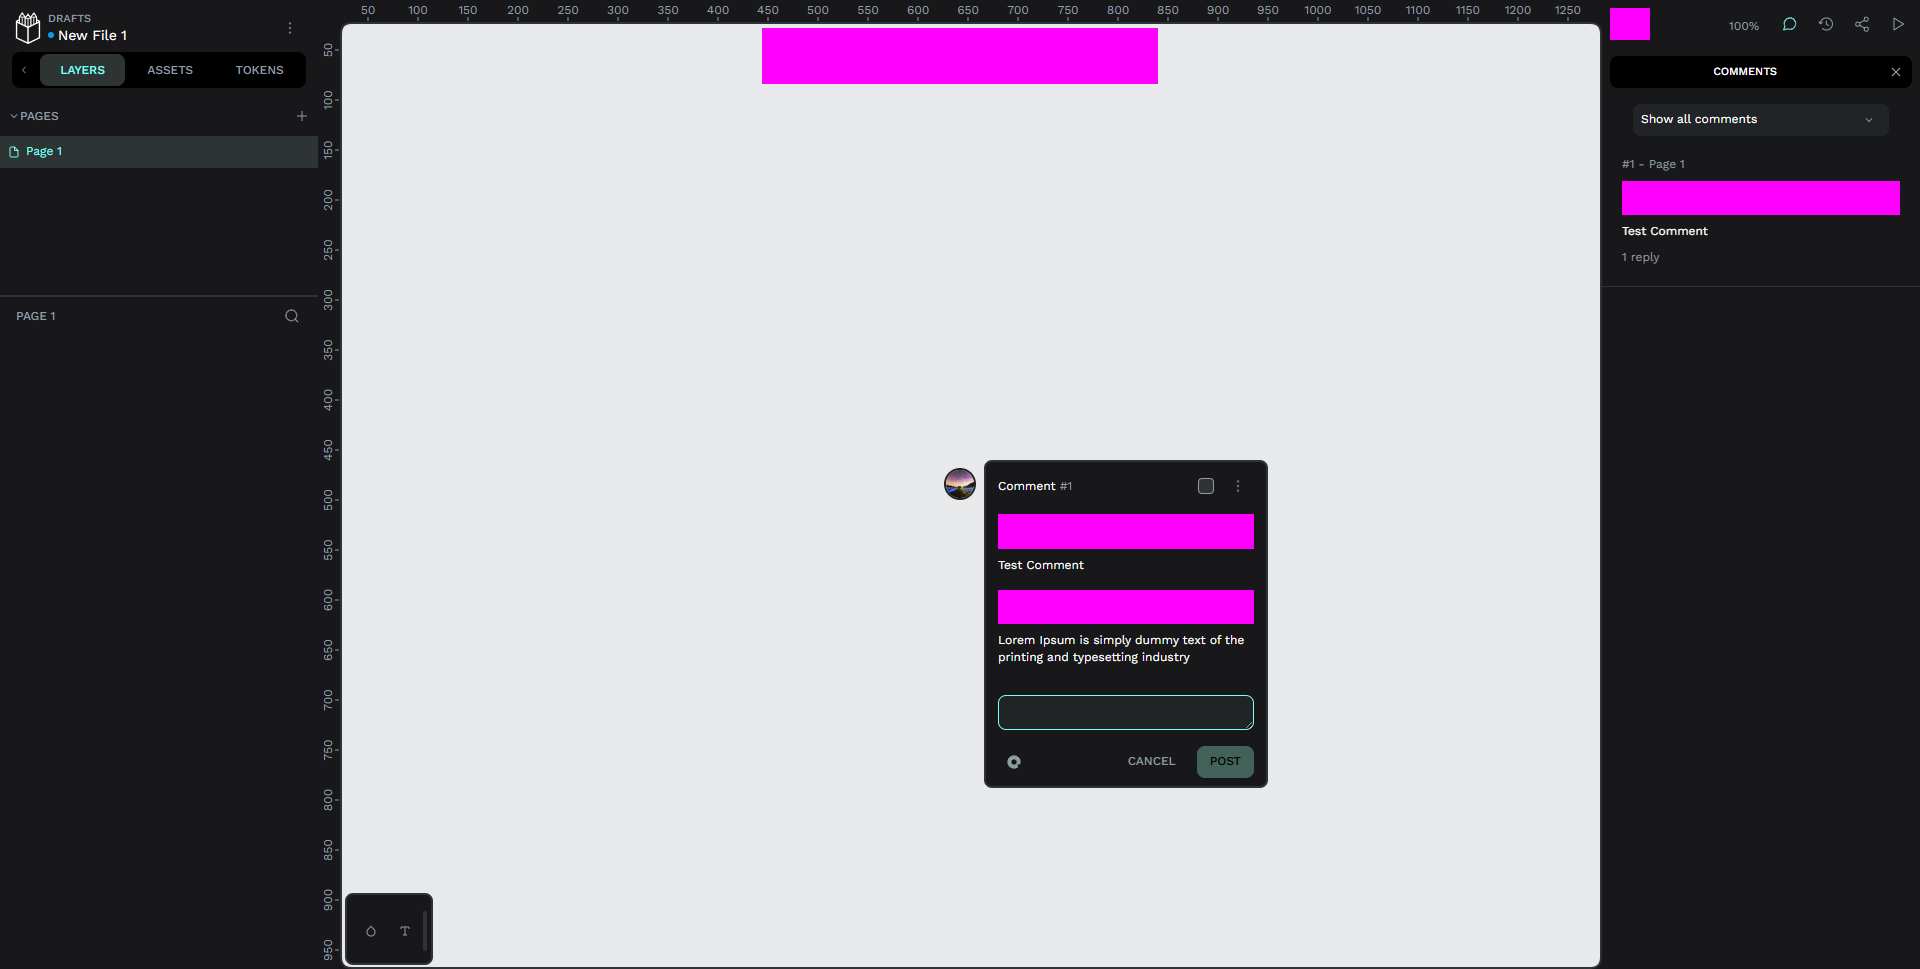 DRAFTS
New File 1
LAYERS ASSETS TOKENS
PAGES
Page 1
PAGE 1
50 100 150 200 250 300 350 400 450 500 550 600 650 700 750 800 850 900 950 1000 1050 1100 1150 1200 1250
50
100
150
200
250
300
350
400
450
500
550
600
650
700
750
800
850
900
950
Comment #1
Test Comment
Lorem Ipsum is simply dummy text of the
printing and typesetting industry
CANCEL POST
T
100%
COMMENTS
Show all comments
#1 - Page 1
Test Comment
1 reply